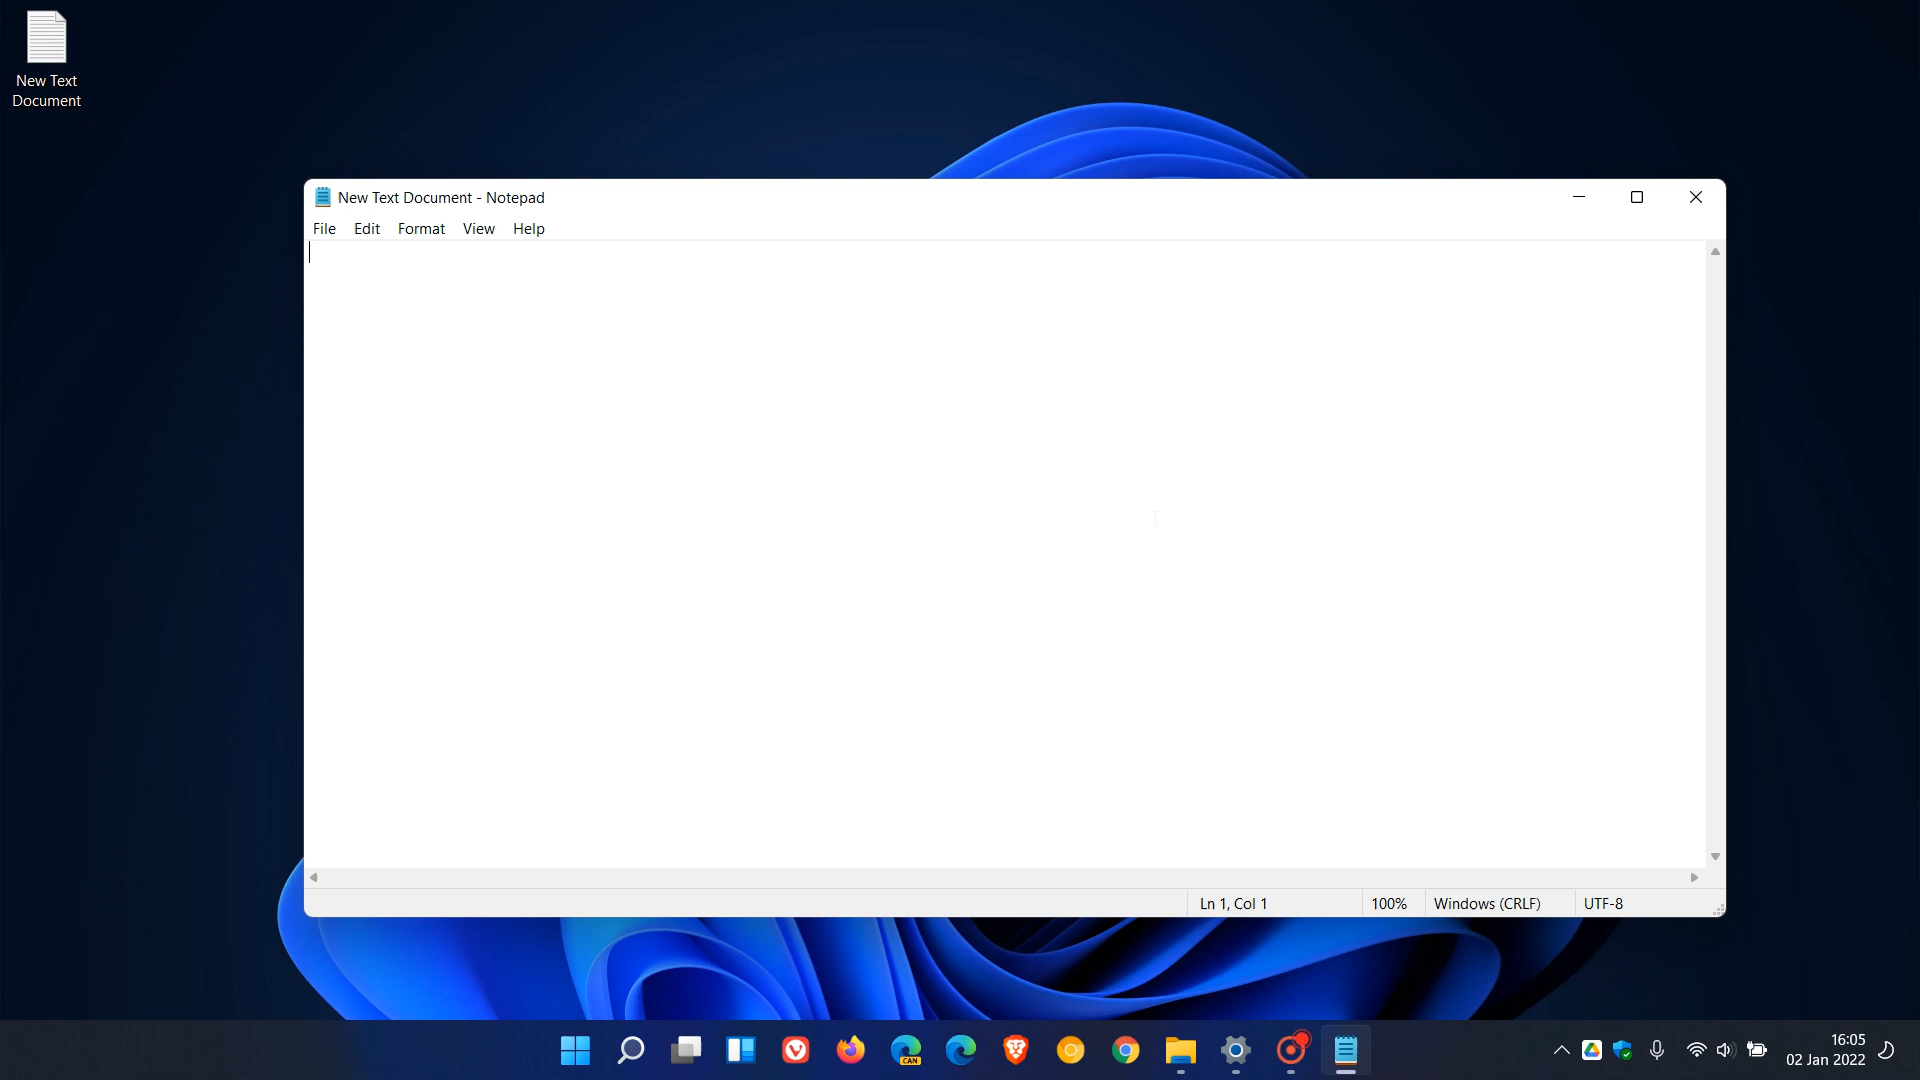 New Text
Document
New Text Document - Notepad
File Edit Format View Help
Ln 1, Col 1 100% Windows (CRLF) UTF-8
CAN
16:05
02 Jan 2022